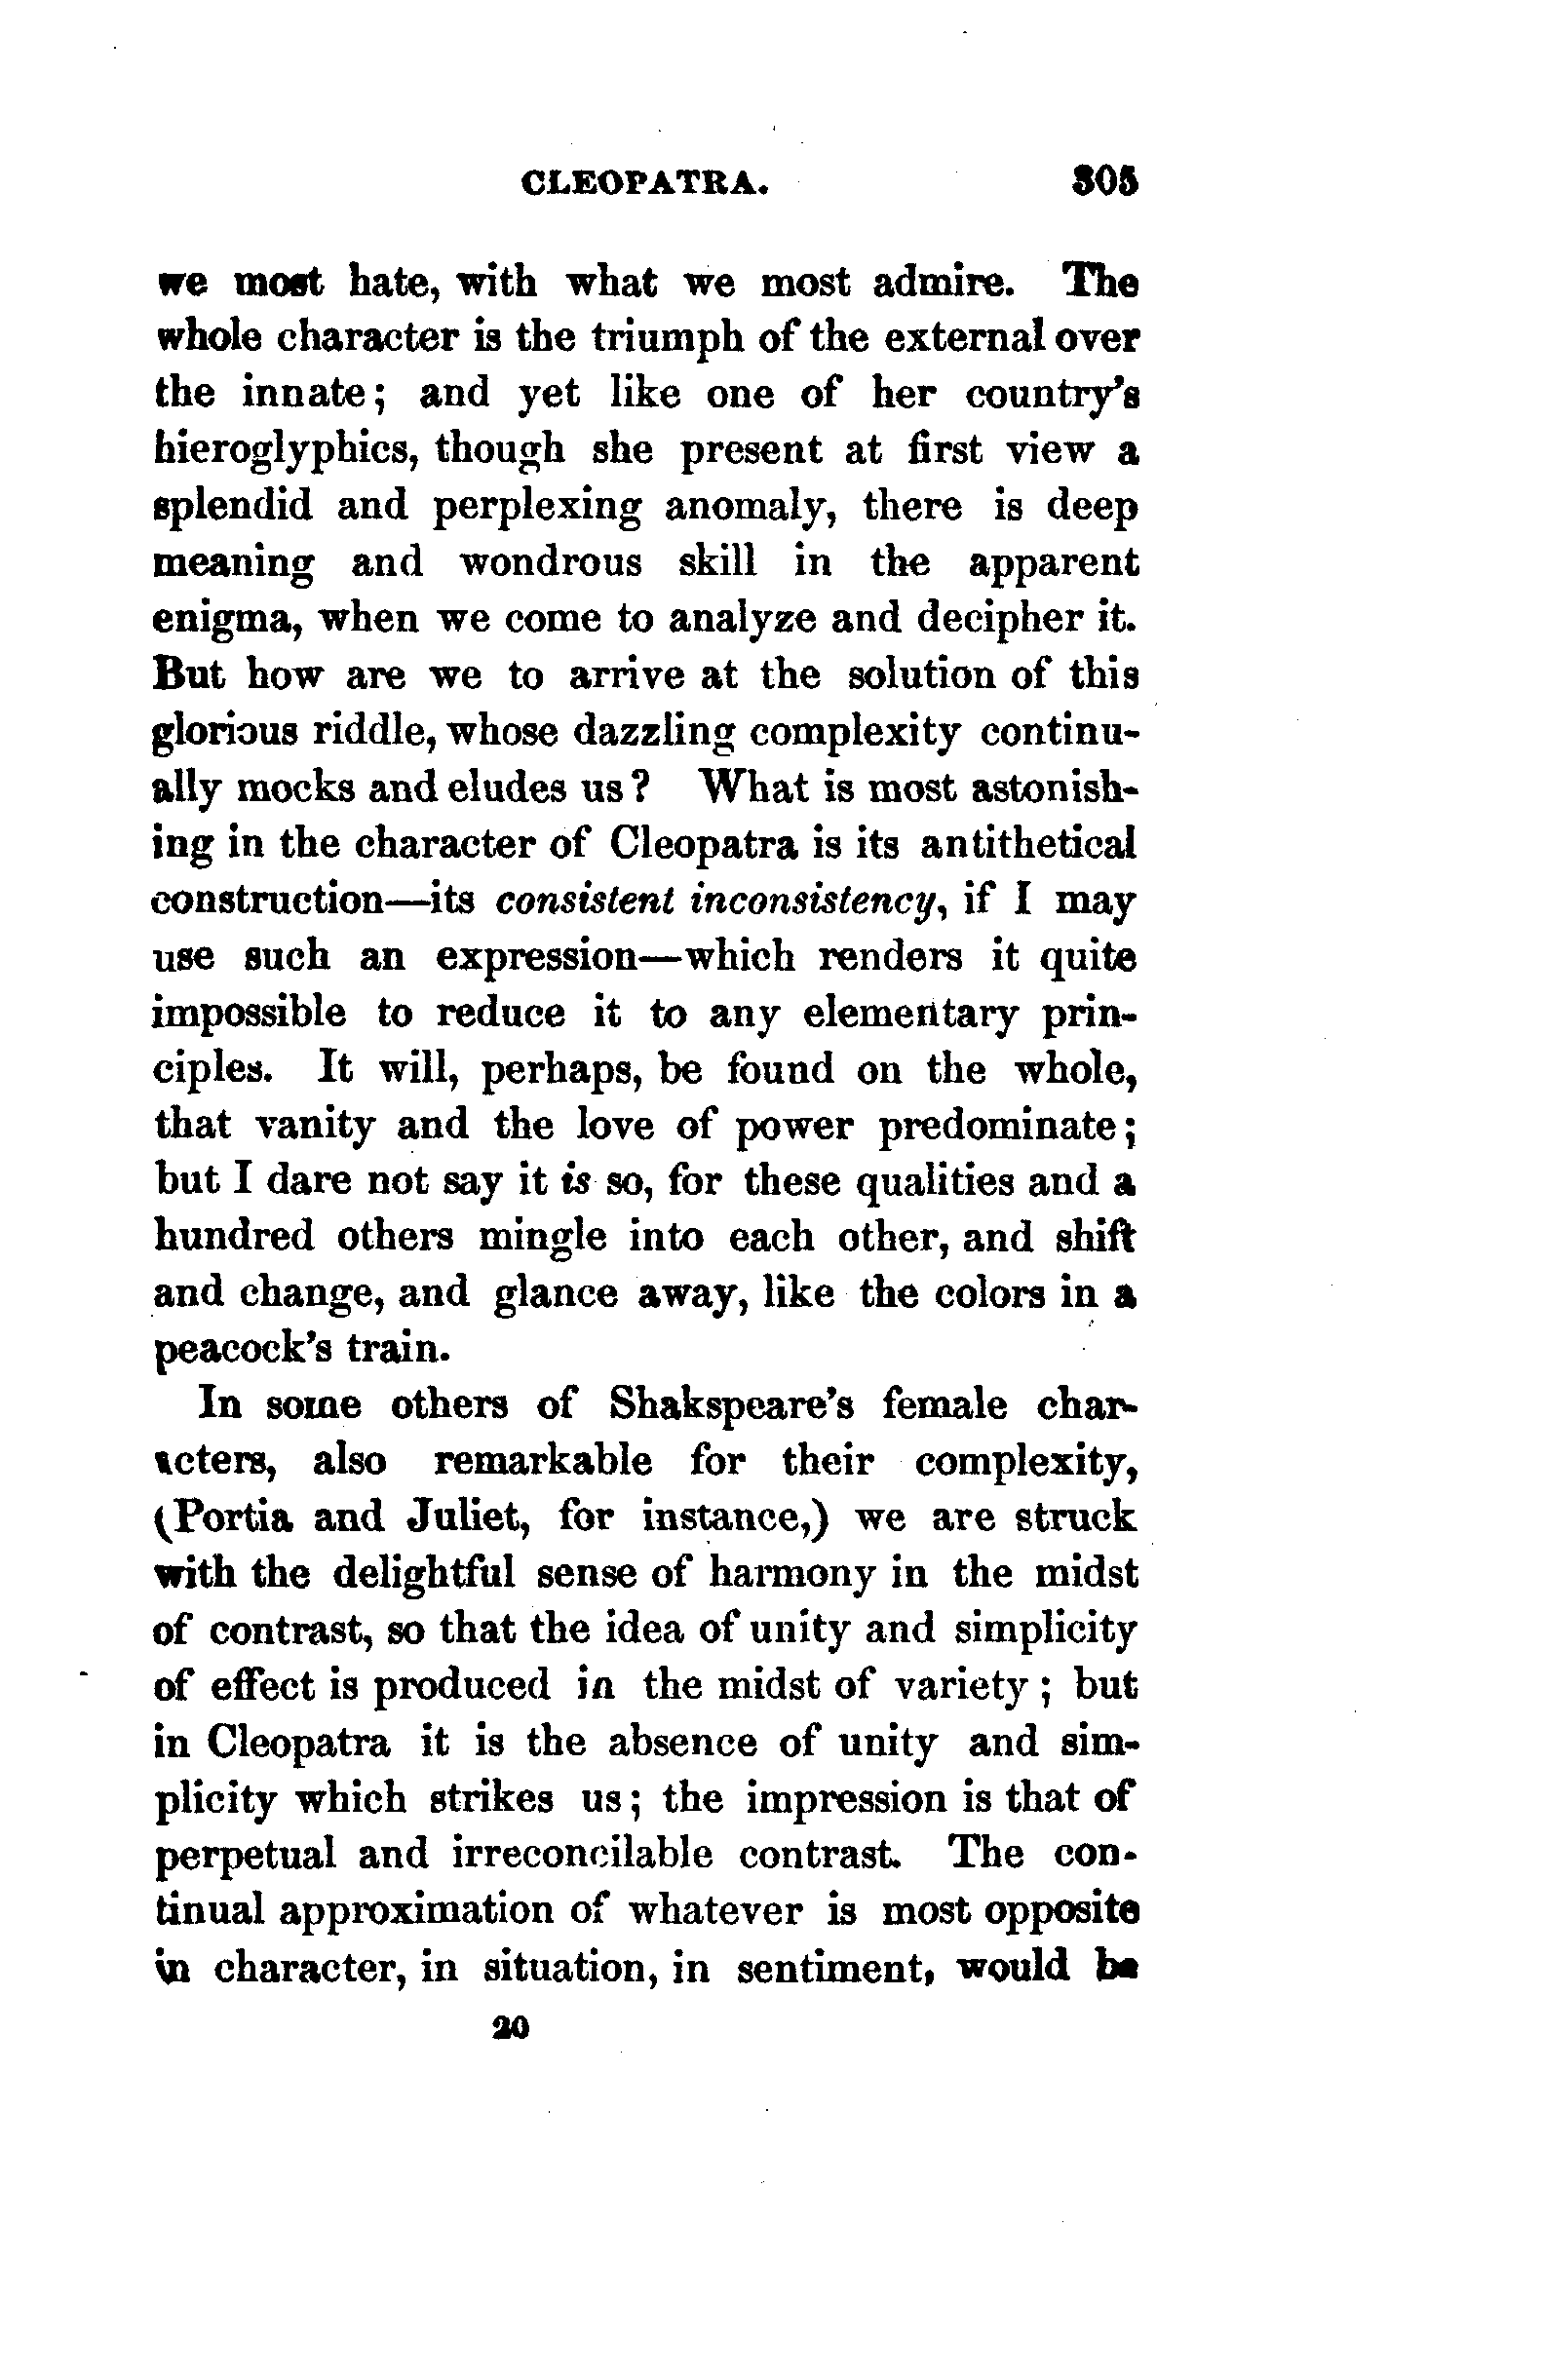 CLEOPATRA. 305
we most hate, with what we most admire. The
whole character is the triumph of the external over
the innate; and yet like one of her country's
hieroglyphics, though she present at first view a
splendid and perplexing anomaly, there is deep
meaning and wondrous skill in the apparent
enigma, when we come to analyze and decipher it.
But how are we to arrive at the solution of this
glorious riddle, whose dazzling complexity continu-
ally mocks and eludes us? What is most astonish-
ing in the character of Cleopatra is its antithetical
construction—its consistent inconsistency, if I may
use such an expression—which renders it quite
impossible to reduce it to any elementary prin-
ciples. It will, perhaps, be found on the whole,
that vanity and the love of power predominate;
but I dare not say it is so, for these qualities and a
hundred others mingle into each other, and shift
and change, and glance away, like the colors in a
peacock's train.
In some others of Shakspeare's female char-
acters, also remarkable for their complexity,
(Portia and Juliet, for instance,) we are struck
with the delightful sense of harmony in the midst
of contrast, so that the idea of unity and simplicity
of effect is produced in the midst of variety; but
in Cleopatra it is the absence of unity and sim-
plicity which strikes us; the impression is that of
perpetual and irreconcilable contrast. The con-
tinual approximation of whatever is most opposite
in character, in situation, in sentiment, would be
20